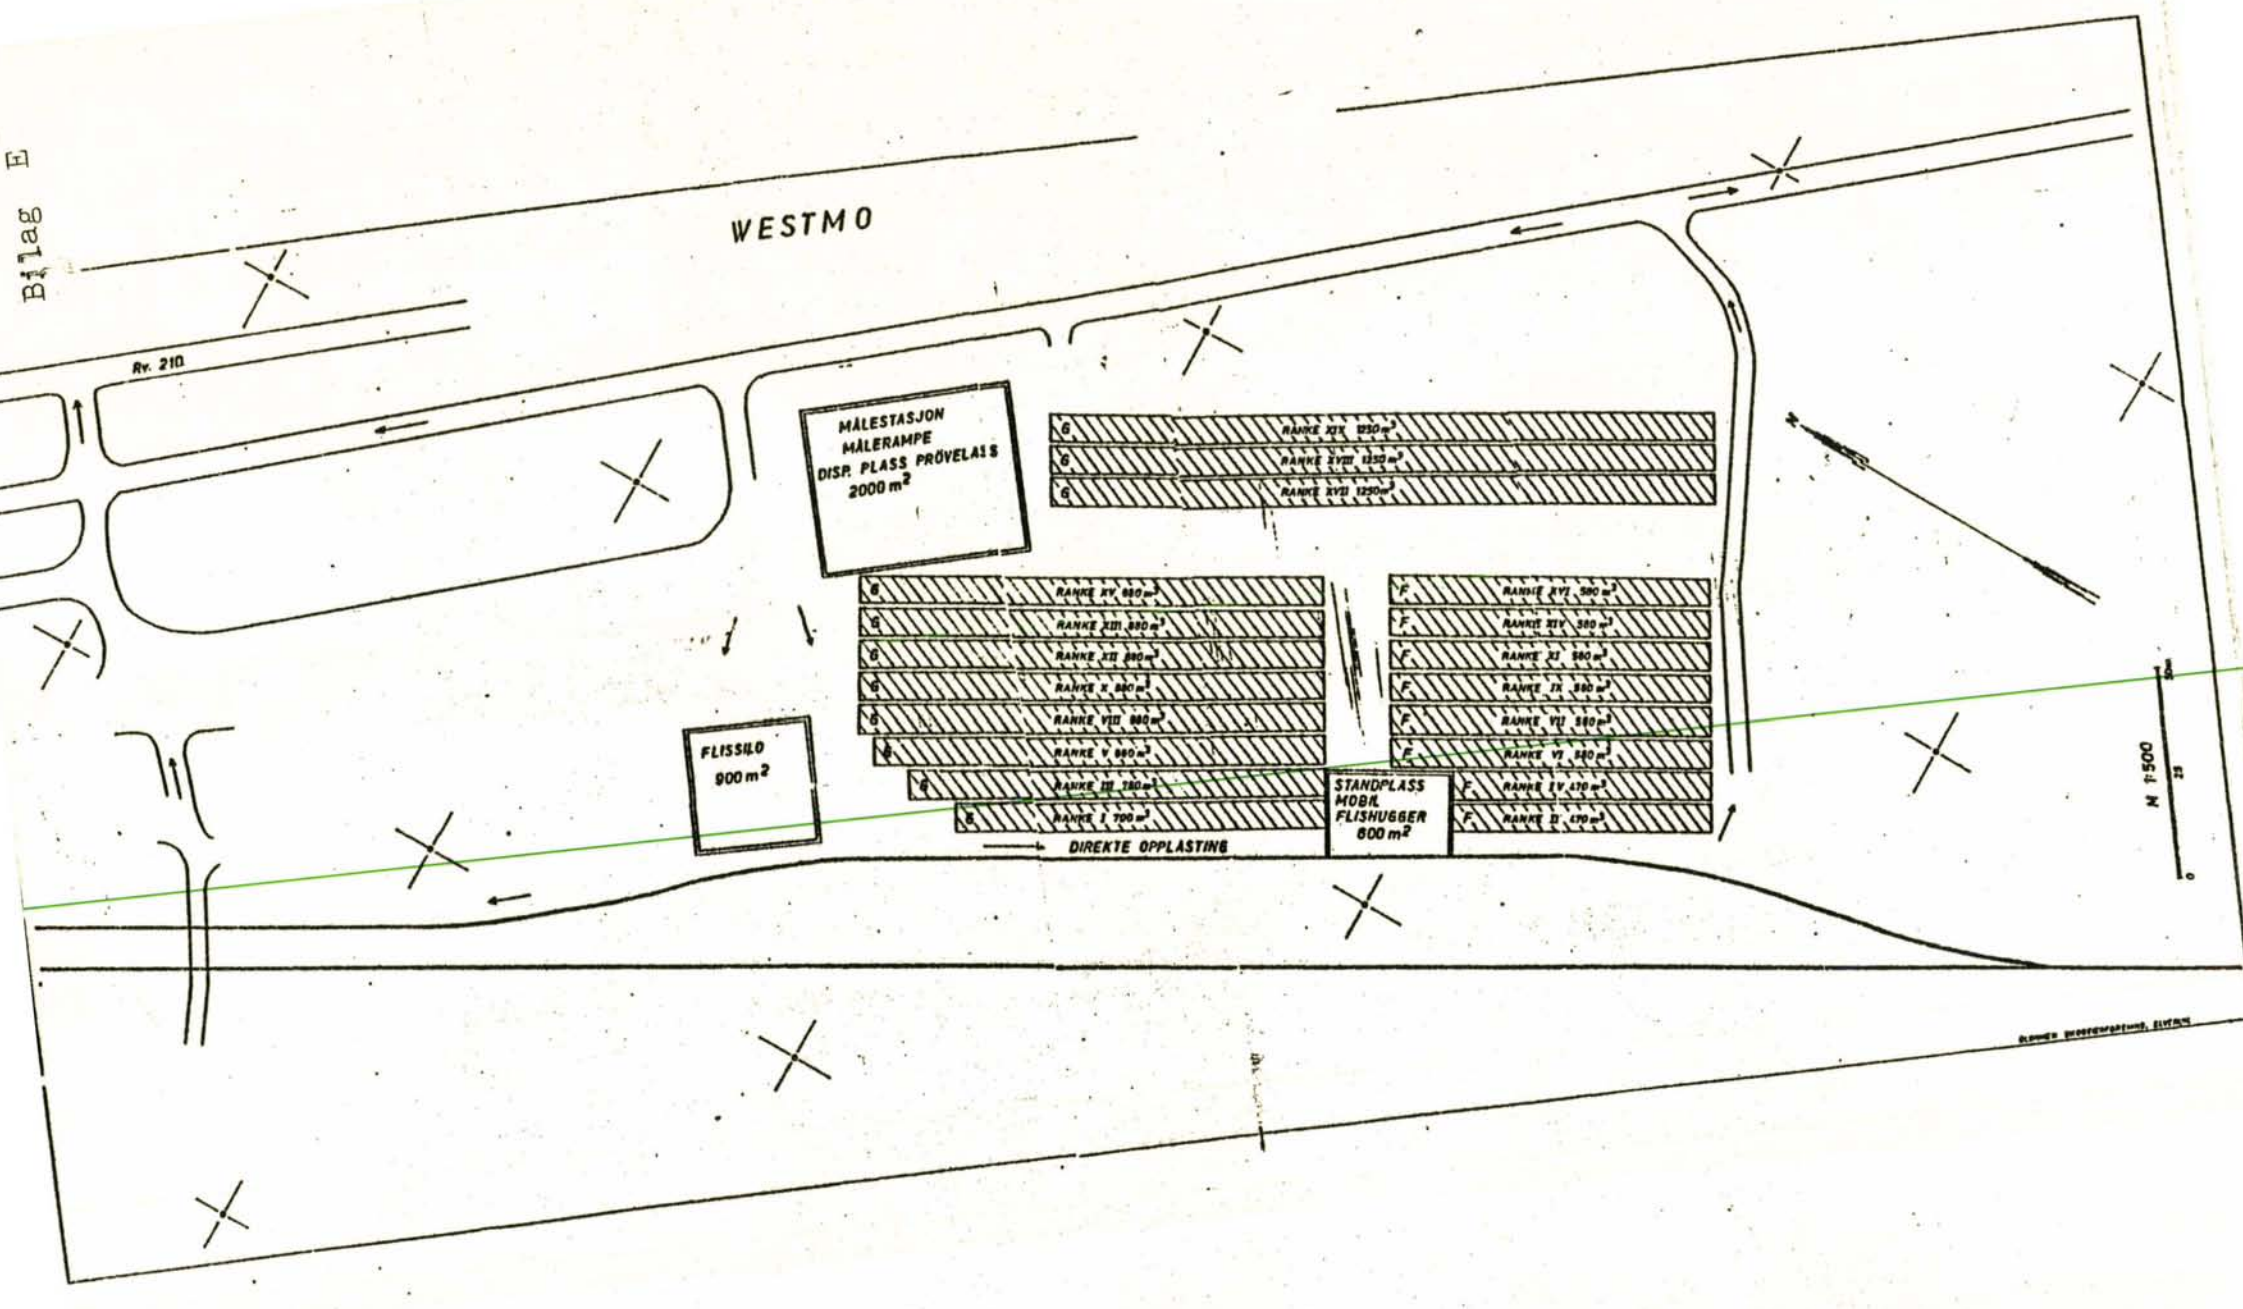 Bilag E
WESTMO
Rv. 210
MÅLESTASJON
MÅLERAMPE
DISP. PLASS PRÖVELASS
2000 m²
G RANKE XIX 1250 m³
G RANKE XVIII 1250 m³
G RANKE XVII 1250 m³
N
G RANKE XV 880 m³
F RANKE XVI 580 m³
G RANKE XIII 880 m³
F RANKE XIV 580 m³
G RANKE XII 880 m³
F RANKE XI 580 m³
G RANKE X 880 m³
F RANKE IX 580 m³
G RANKE VIII 880 m³
F RANKE VII 580 m³
G RANKE V 860 m³
F RANKE VI 580 m³
G RANKE III 780 m³
F RANKE IV 470 m³
G RANKE I 700 m³
F RANKE II 470 m³
FLISSILO
900 m²
STANDPLASS
MOBIL
FLISHUGGER
600 m²
DIREKTE OPPLASTING
M 1:500
0
25
50m